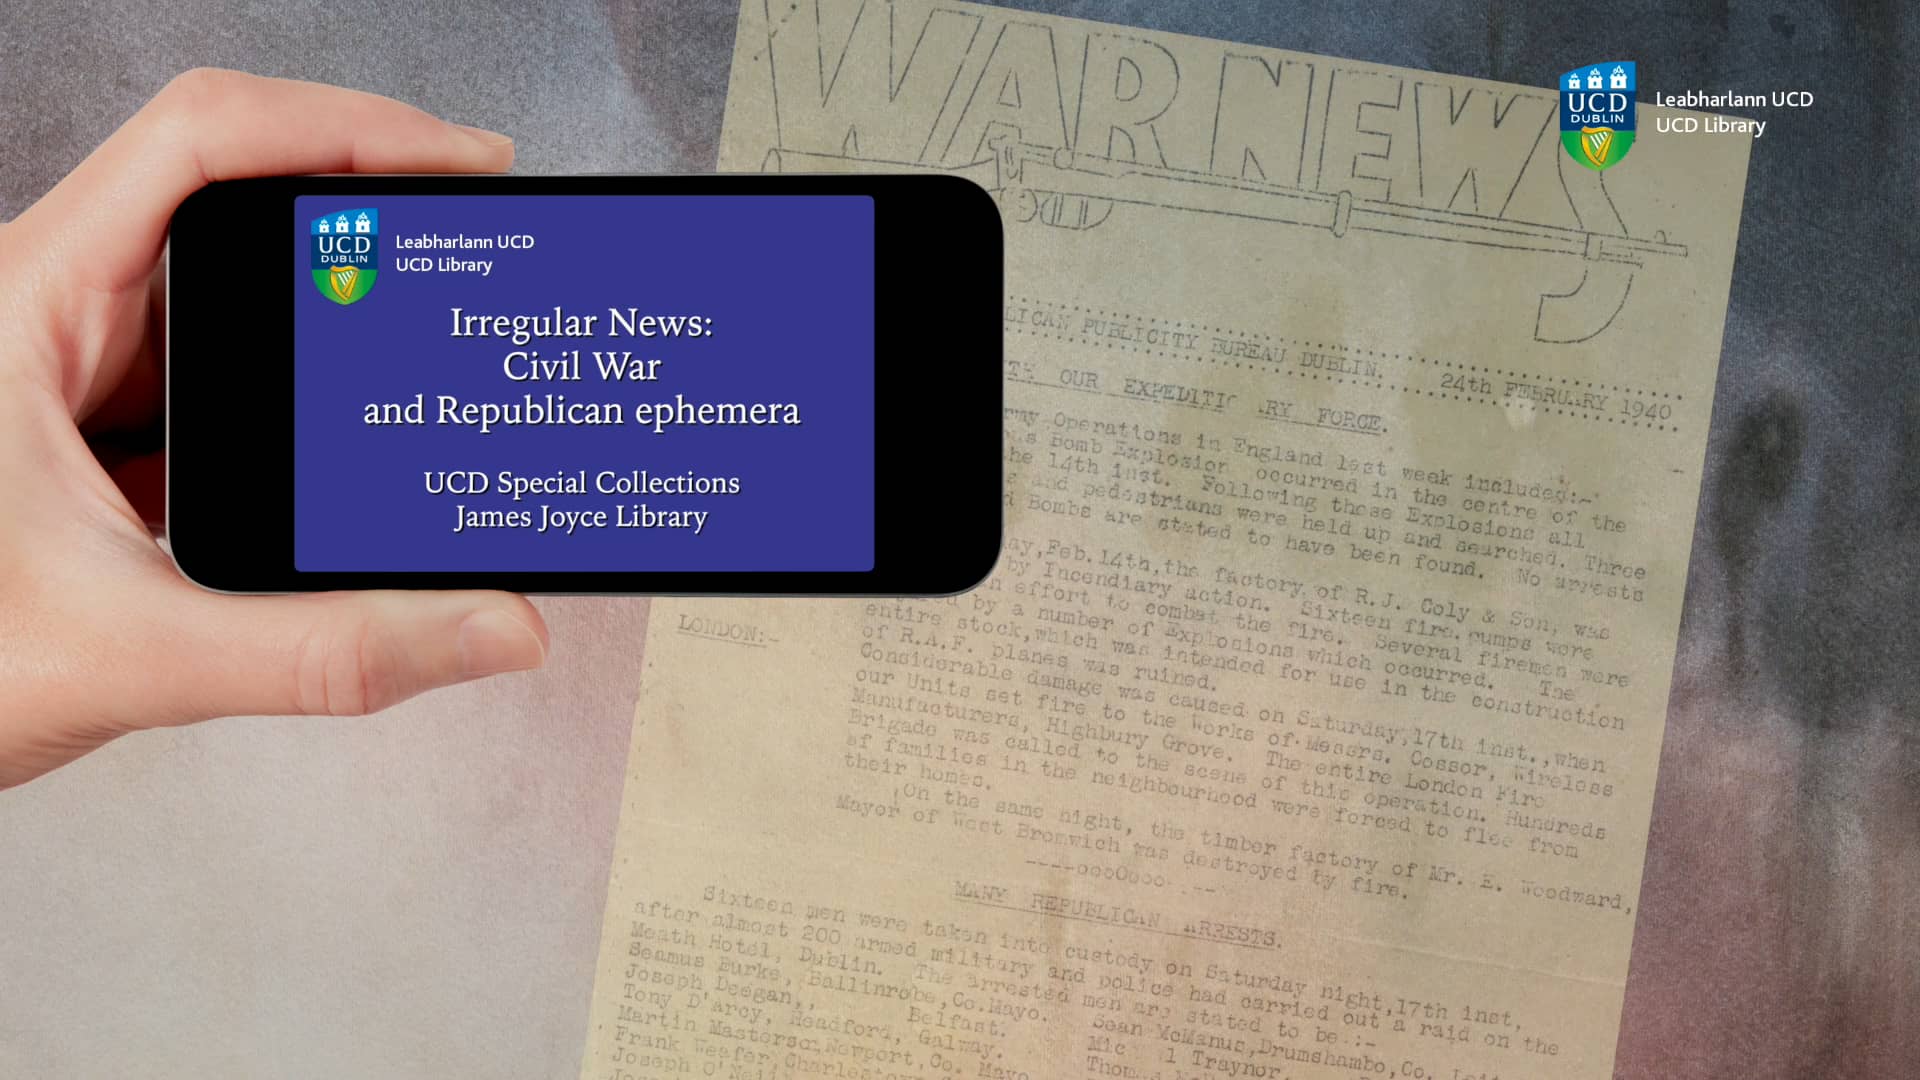 WAR NEWS
UCD
DUBLIN
Leabharlann UCD
UCD Library
UCD
DUBLIN
Leabharlann UCD
UCD Library
Irregular News:
Civil War
and Republican ephemera
UCD Special Collections
James Joyce Library
PUBLICITY BUREAU DUBLIN. 24th FEBRUARY 1940
OUR EXPEDITI RY FORCE.
Operations in England last week included:-
Bomb Explosion occurred in the centre of the
the 14th inst. Following these Explosions all
and pedestrians were held up and searched. Three
Bombs are stated to have been found. No arrests
Feb. 14th, the factory of R.J. Coly & Son, was
by Incendiary action. Sixteen fire pumps were
effort to combat the fire. Several firemen were
by a number of Explosions which occurred. The
LONDON:-
entire stock, which was intended for use in the construction
of R.A.F. planes was ruined.
Considerable damage was caused on Saturday, 17th inst., when
our Units set fire to the Works of Messrs. Cossor, Wireless
Manufacturers, Highbury Grove. The entire London Fire
Brigade was called to the scene of this operation. Hundreds
of families in the neighbourhood were forced to flee from
their homes.
On the same night, the timber factory of Mr. E. Woodward,
Mayor of West Bromwich was destroyed by fire.
MANY REPUBLICAN ARRESTS.
Sixteen men were taken into custody on Saturday night, 17th inst,
after almost 200 armed military and police had carried out a raid on the
Meath Hotel, Dublin. The arrested men are stated to be:-
Seamus Burke, Ballinrobe, Co. Mayo. Sean McManus, Drumshambo, Co.
Joseph Deegan, Belfast. Traynor
Tony D'arcy, Headford, Galway.
Martin Masterson, Newport, Co. Mayo
Frank Weafer
Joseph